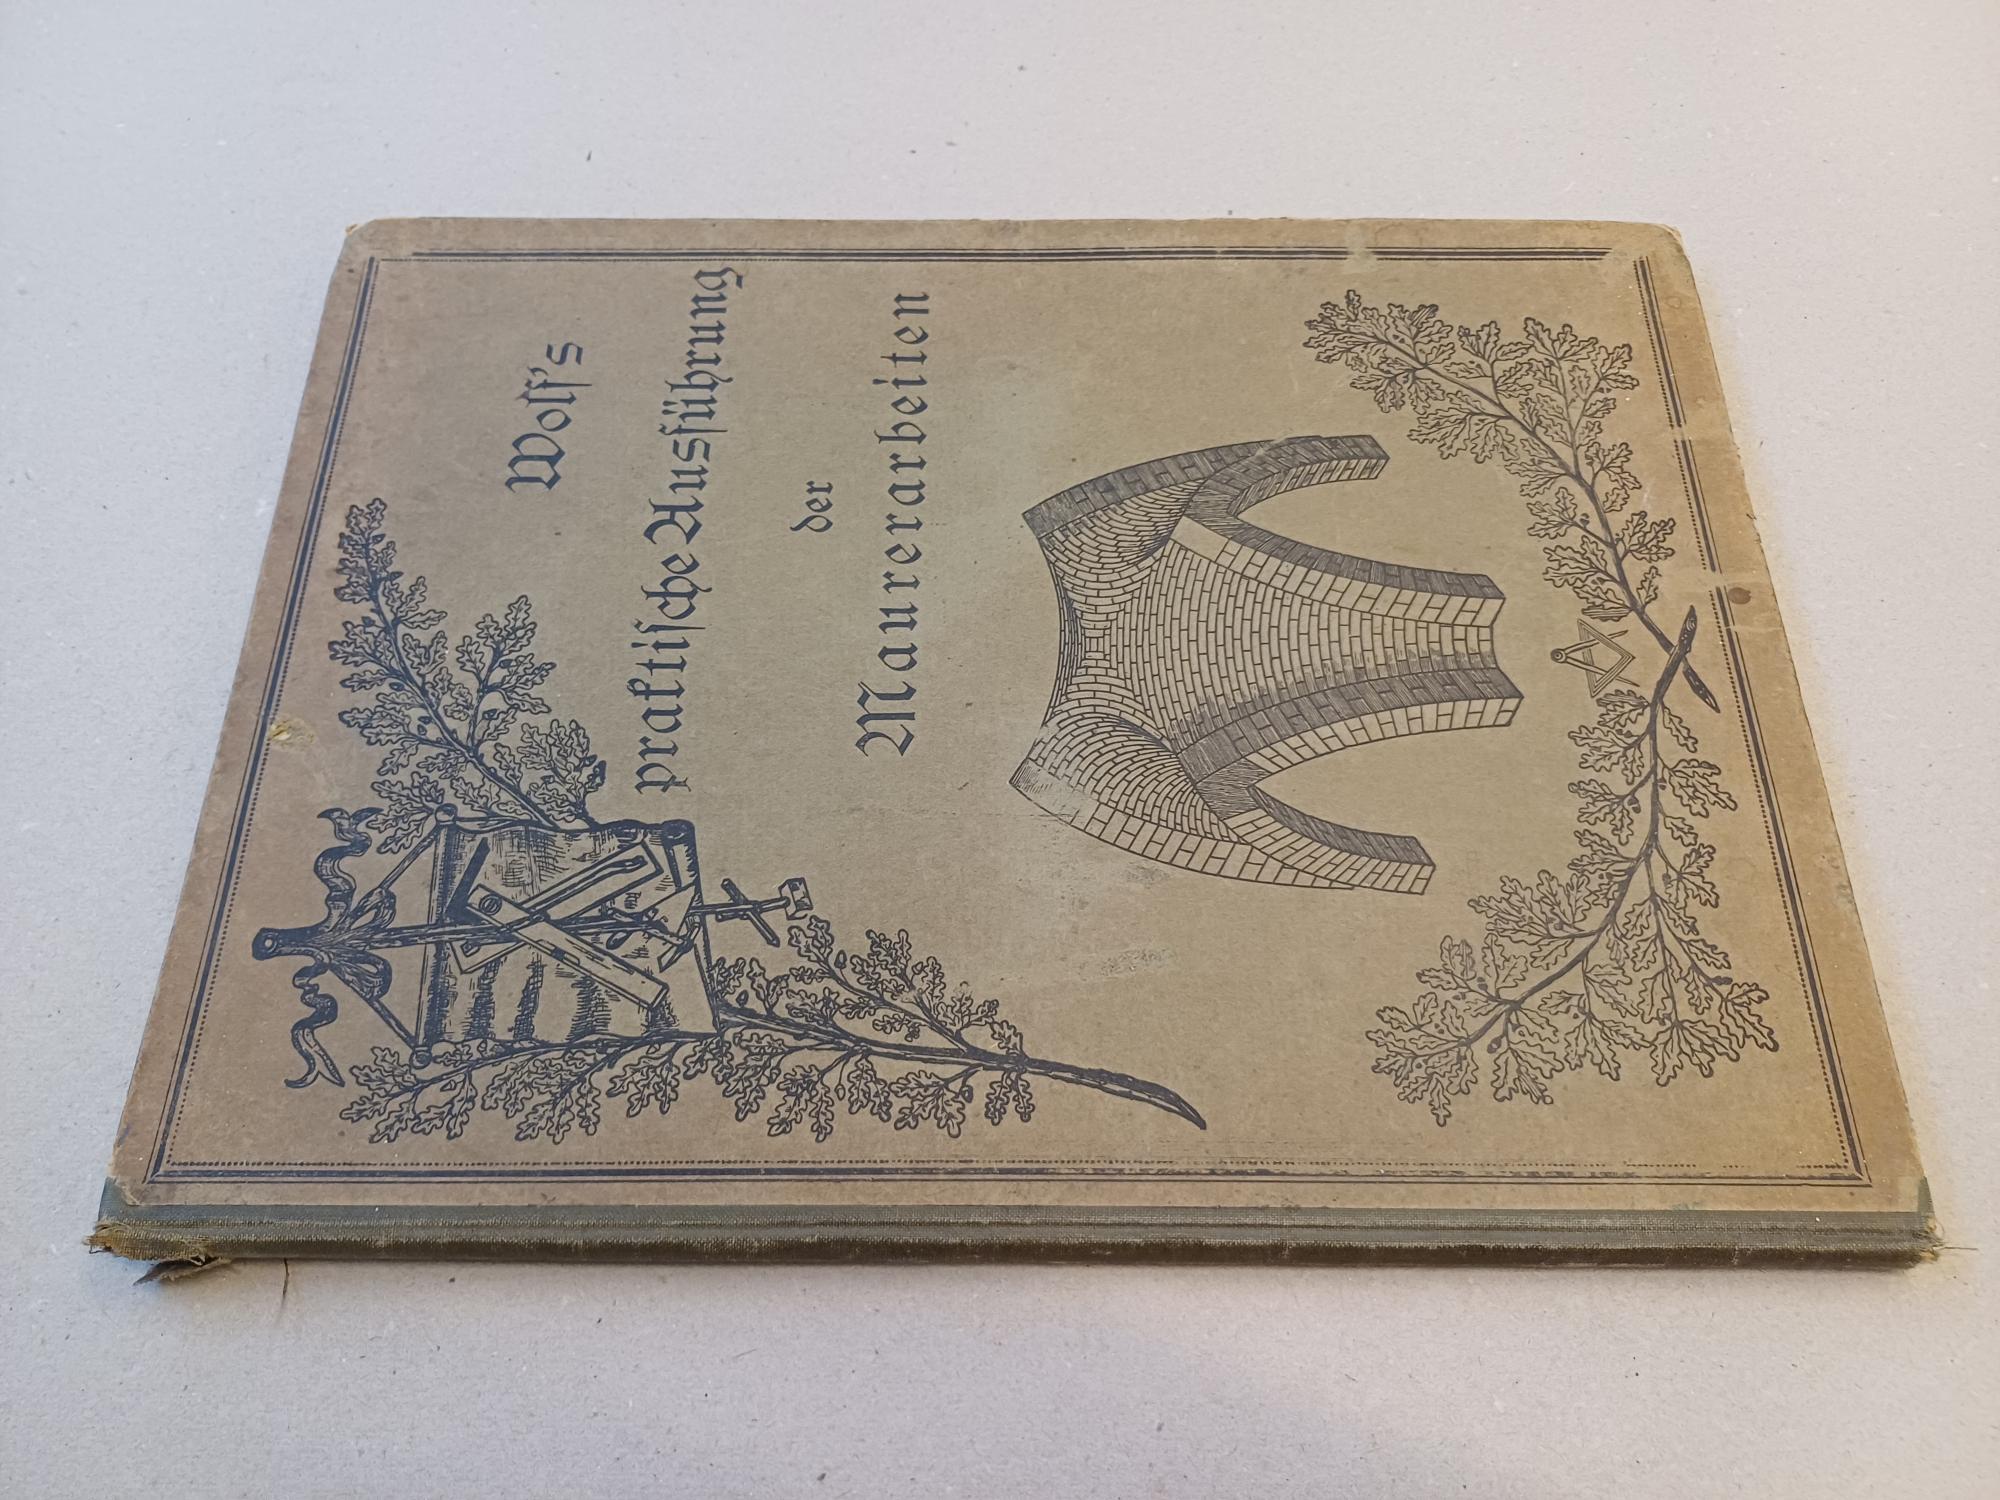 Wolf's
praktische Ausführung
der
Maurerarbeiten